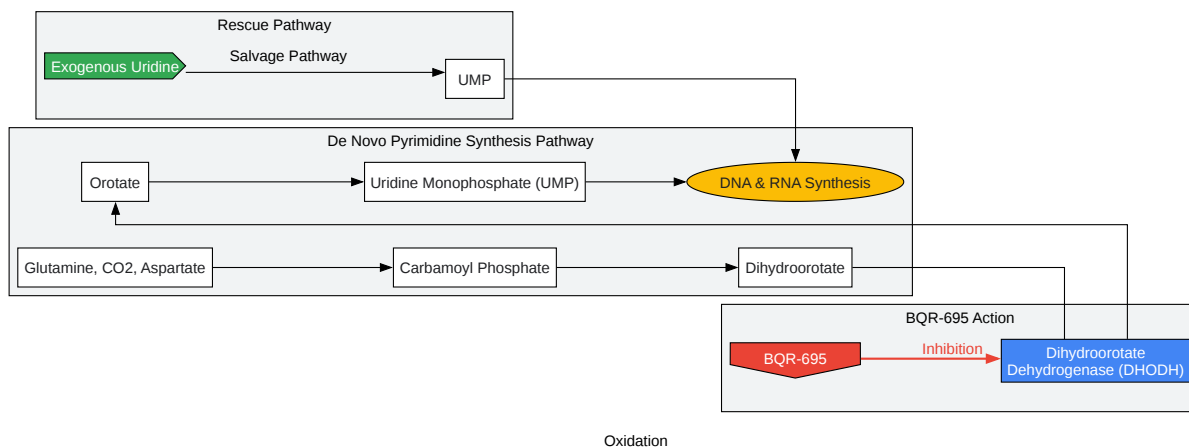 Rescue Pathway
Salvage Pathway
Exogenous Uridine
UMP
De Novo Pyrimidine Synthesis Pathway
Orotate
Uridine Monophosphate (UMP)
DNA & RNA Synthesis
Glutamine, CO2, Aspartate
Carbamoyl Phosphate
Dihydroorotate
BQR-695 Action
BQR-695
Inhibition
Dihydroorotate
Dehydrogenase (DHODH)
Oxidation